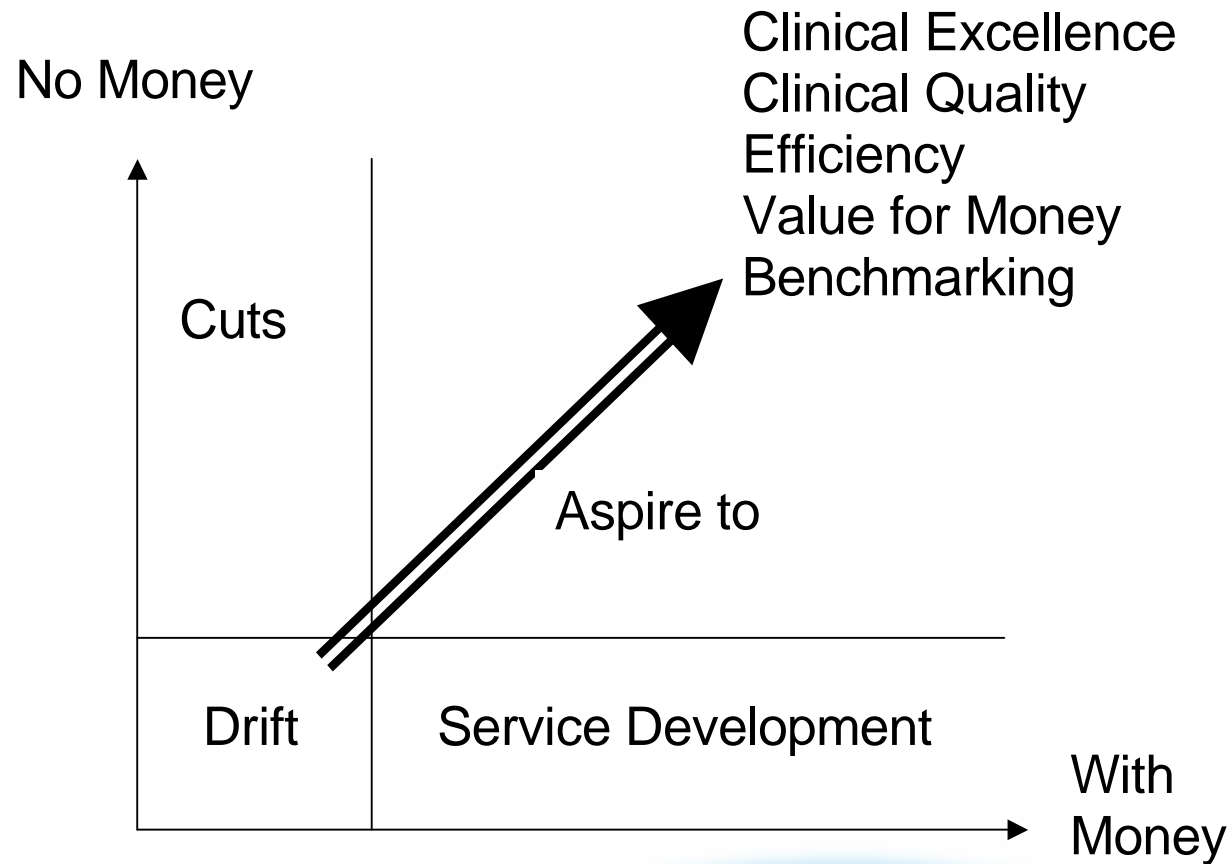 No Money
Clinical Excellence
Clinical Quality
Efficiency
Value for Money
Benchmarking
Cuts
Aspire to
Drift
Service Development
With
Money